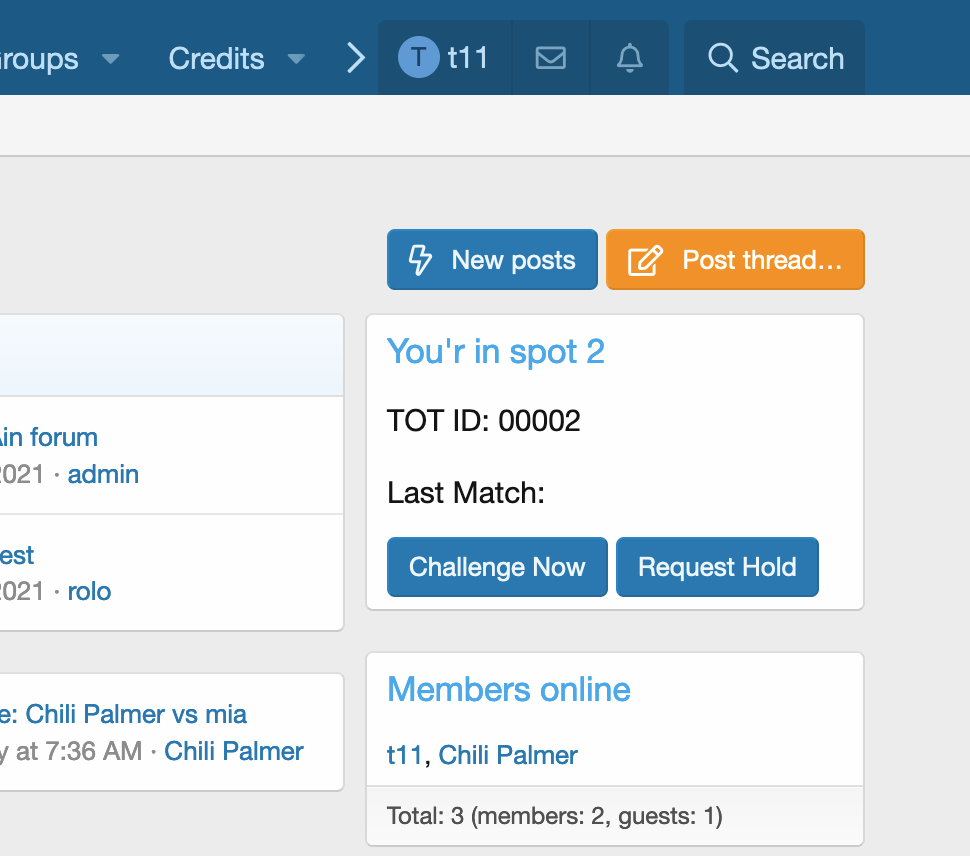 roups Credits T t11 Search
New posts Post thread...
You'r in spot 2
TOT ID: 00002
in forum
2021 · admin
Last Match:
est
2021 · rolo
Challenge Now Request Hold
Members online
e: Chili Palmer vs mia
y at 7:36 AM · Chili Palmer
t11, Chili Palmer
Total: 3 (members: 2, guests: 1)